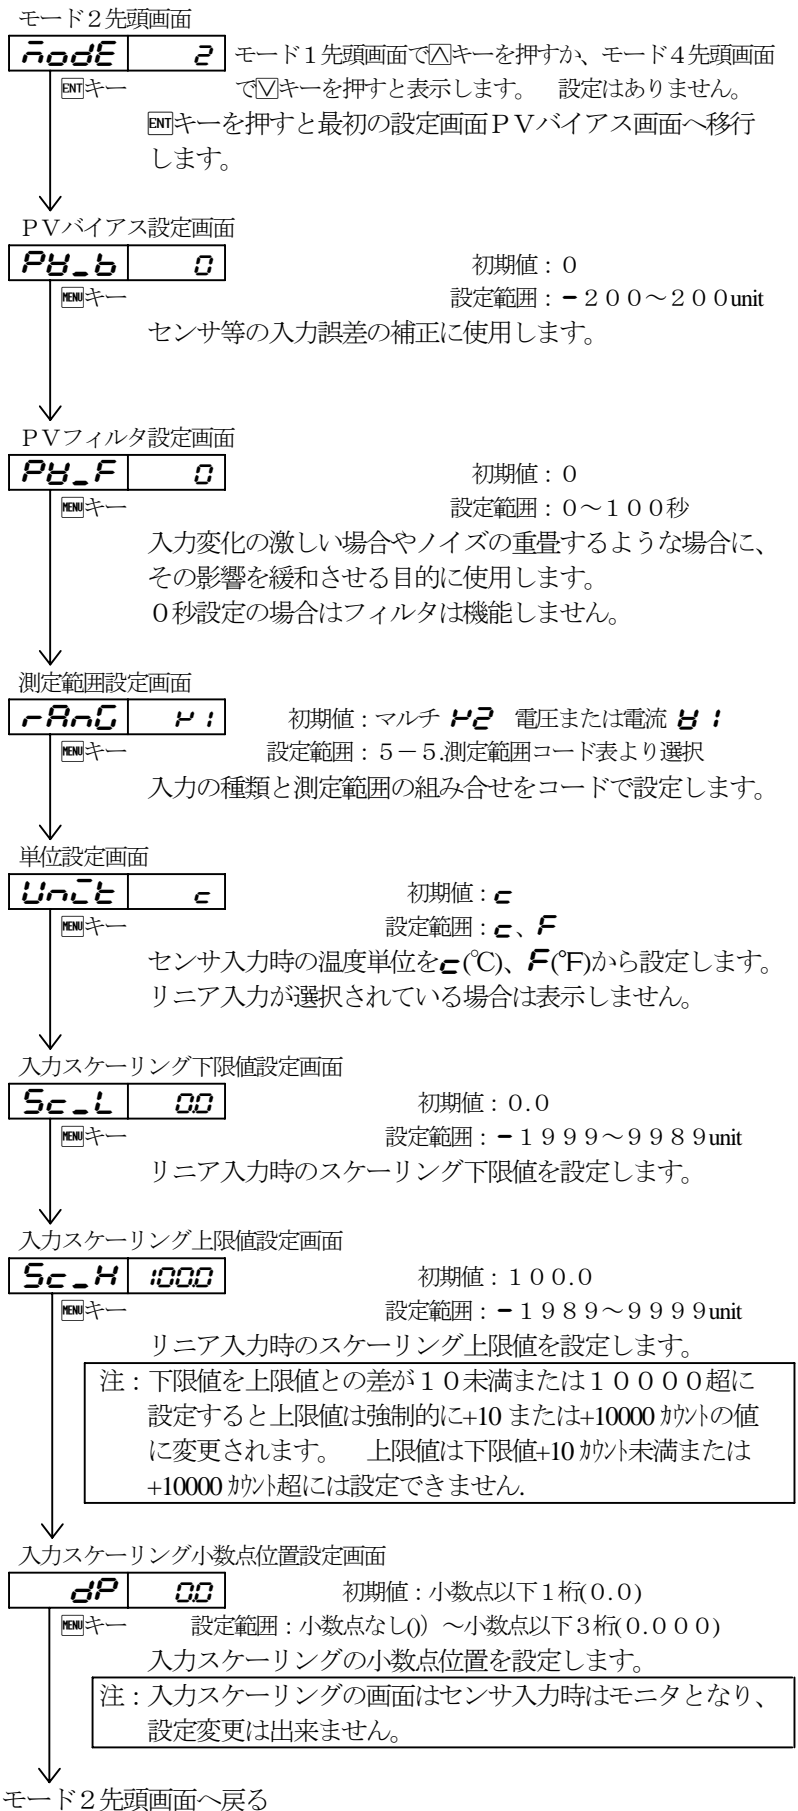 モード２先頭画面
modE 2 モード１先頭画面で△キーを押すか、モード４先頭画面
ENTキー で▽キーを押すと表示します。 設定はありません。
ENTキーを押すと最初の設定画面ＰＶバイアス画面へ移行
します。
ＰＶバイアス設定画面
PV_b 0 初期値：０
MENUキー 設定範囲：－２００～２００unit
センサ等の入力誤差の補正に使用します。
ＰＶフィルタ設定画面
PV_F 0 初期値：０
MENUキー 設定範囲：０～１００秒
入力変化の激しい場合やノイズの重畳するような場合に、
その影響を緩和させる目的に使用します。
０秒設定の場合はフィルタは機能しません。
測定範囲設定画面
rAnG K1 初期値：マルチ K2 電圧または電流 V1
MENUキー 設定範囲：５－５.測定範囲コード表より選択
入力の種類と測定範囲の組み合せをコードで設定します。
単位設定画面
Unit c 初期値：c
MENUキー 設定範囲：c、F
センサ入力時の温度単位をc(℃)、F(℉)から設定します。
リニア入力が選択されている場合は表示しません。
入力スケーリング下限値設定画面
Sc_L 0.0 初期値：０.０
MENUキー 設定範囲：－１９９９～９９８９unit
リニア入力時のスケーリング下限値を設定します。
入力スケーリング上限値設定画面
Sc_H 100.0 初期値：１００.０
MENUキー 設定範囲：－１９８９～９９９９unit
リニア入力時のスケーリング上限値を設定します。
注：下限値を上限値との差が１０未満または１００００超に
設定すると上限値は強制的に+10 または+10000 ｶｳﾝﾄの値
に変更されます。 上限値は下限値+10 ｶｳﾝﾄ未満または
+10000 ｶｳﾝﾄ超には設定できません.
入力スケーリング小数点位置設定画面
dP 0.0 初期値：小数点以下１桁(０.０)
MENUキー 設定範囲：小数点なし()）～小数点以下３桁(０.０００)
入力スケーリングの小数点位置を設定します。
注：入力スケーリングの画面はセンサ入力時はモニタとなり、
設定変更は出来ません。
モード２先頭画面へ戻る